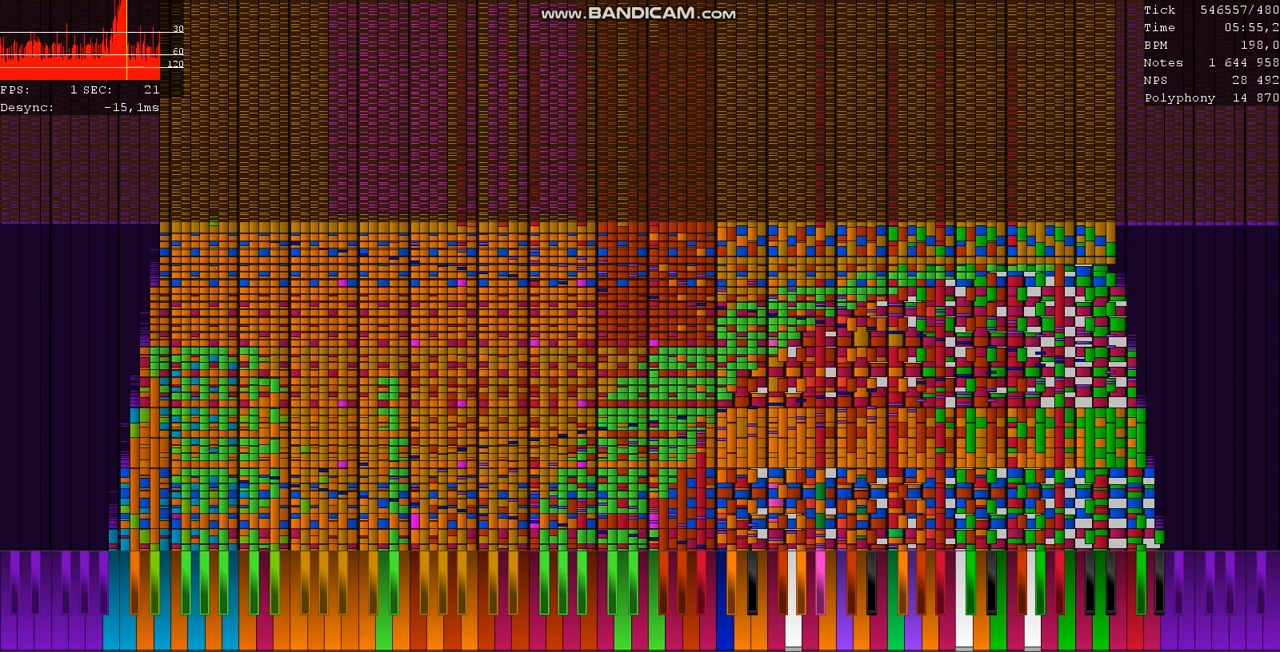 www.BANDICAM.com
30
60
120
FPS: 1 SEC: 21
Desync: -15,1ms
Tick 546557/480
Time 05:55,2
BPM 198,0
Notes 1 644 958
NPS 28 492
Polyphony 14 870